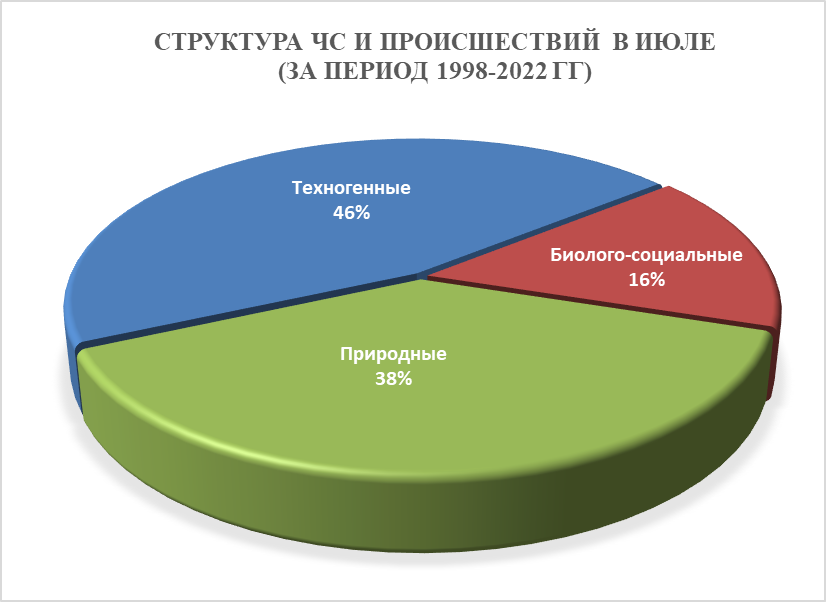 СТРУКТУРА ЧС И ПРОИСШЕСТВИЙ В ИЮЛЕ
(ЗА ПЕРИОД 1998-2022 ГГ)
Техногенные
46%
Биолого-социальные
16%
Природные
38%